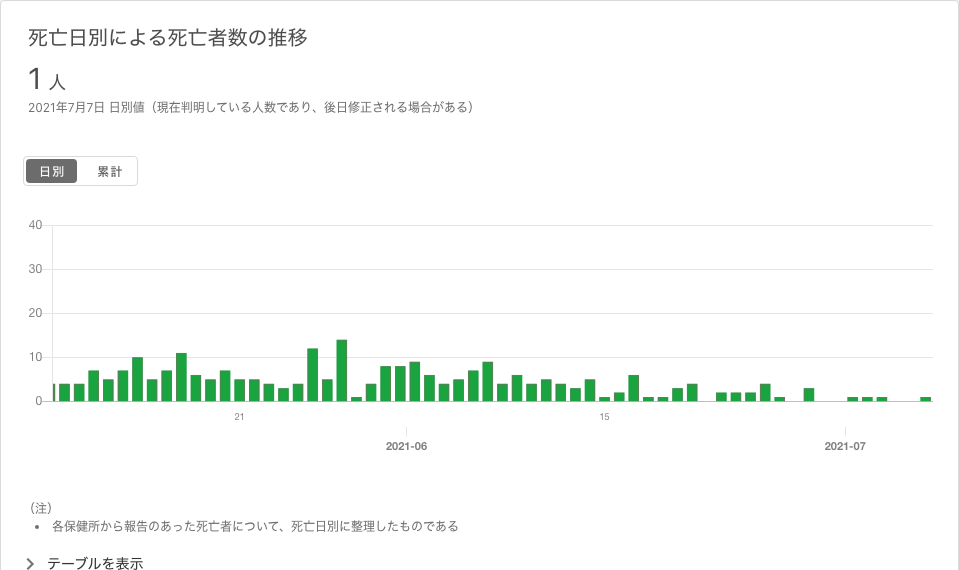 死亡日別による死亡者数の推移
1 人
2021年7月7日 日別値（現在判明している人数であり、後日修正される場合がある）
日別 累計
40
30
20
10
0
21 15
2021-06 2021-07
（注）
• 各保健所から報告のあった死亡者について、死亡日別に整理したものである
テーブルを表示